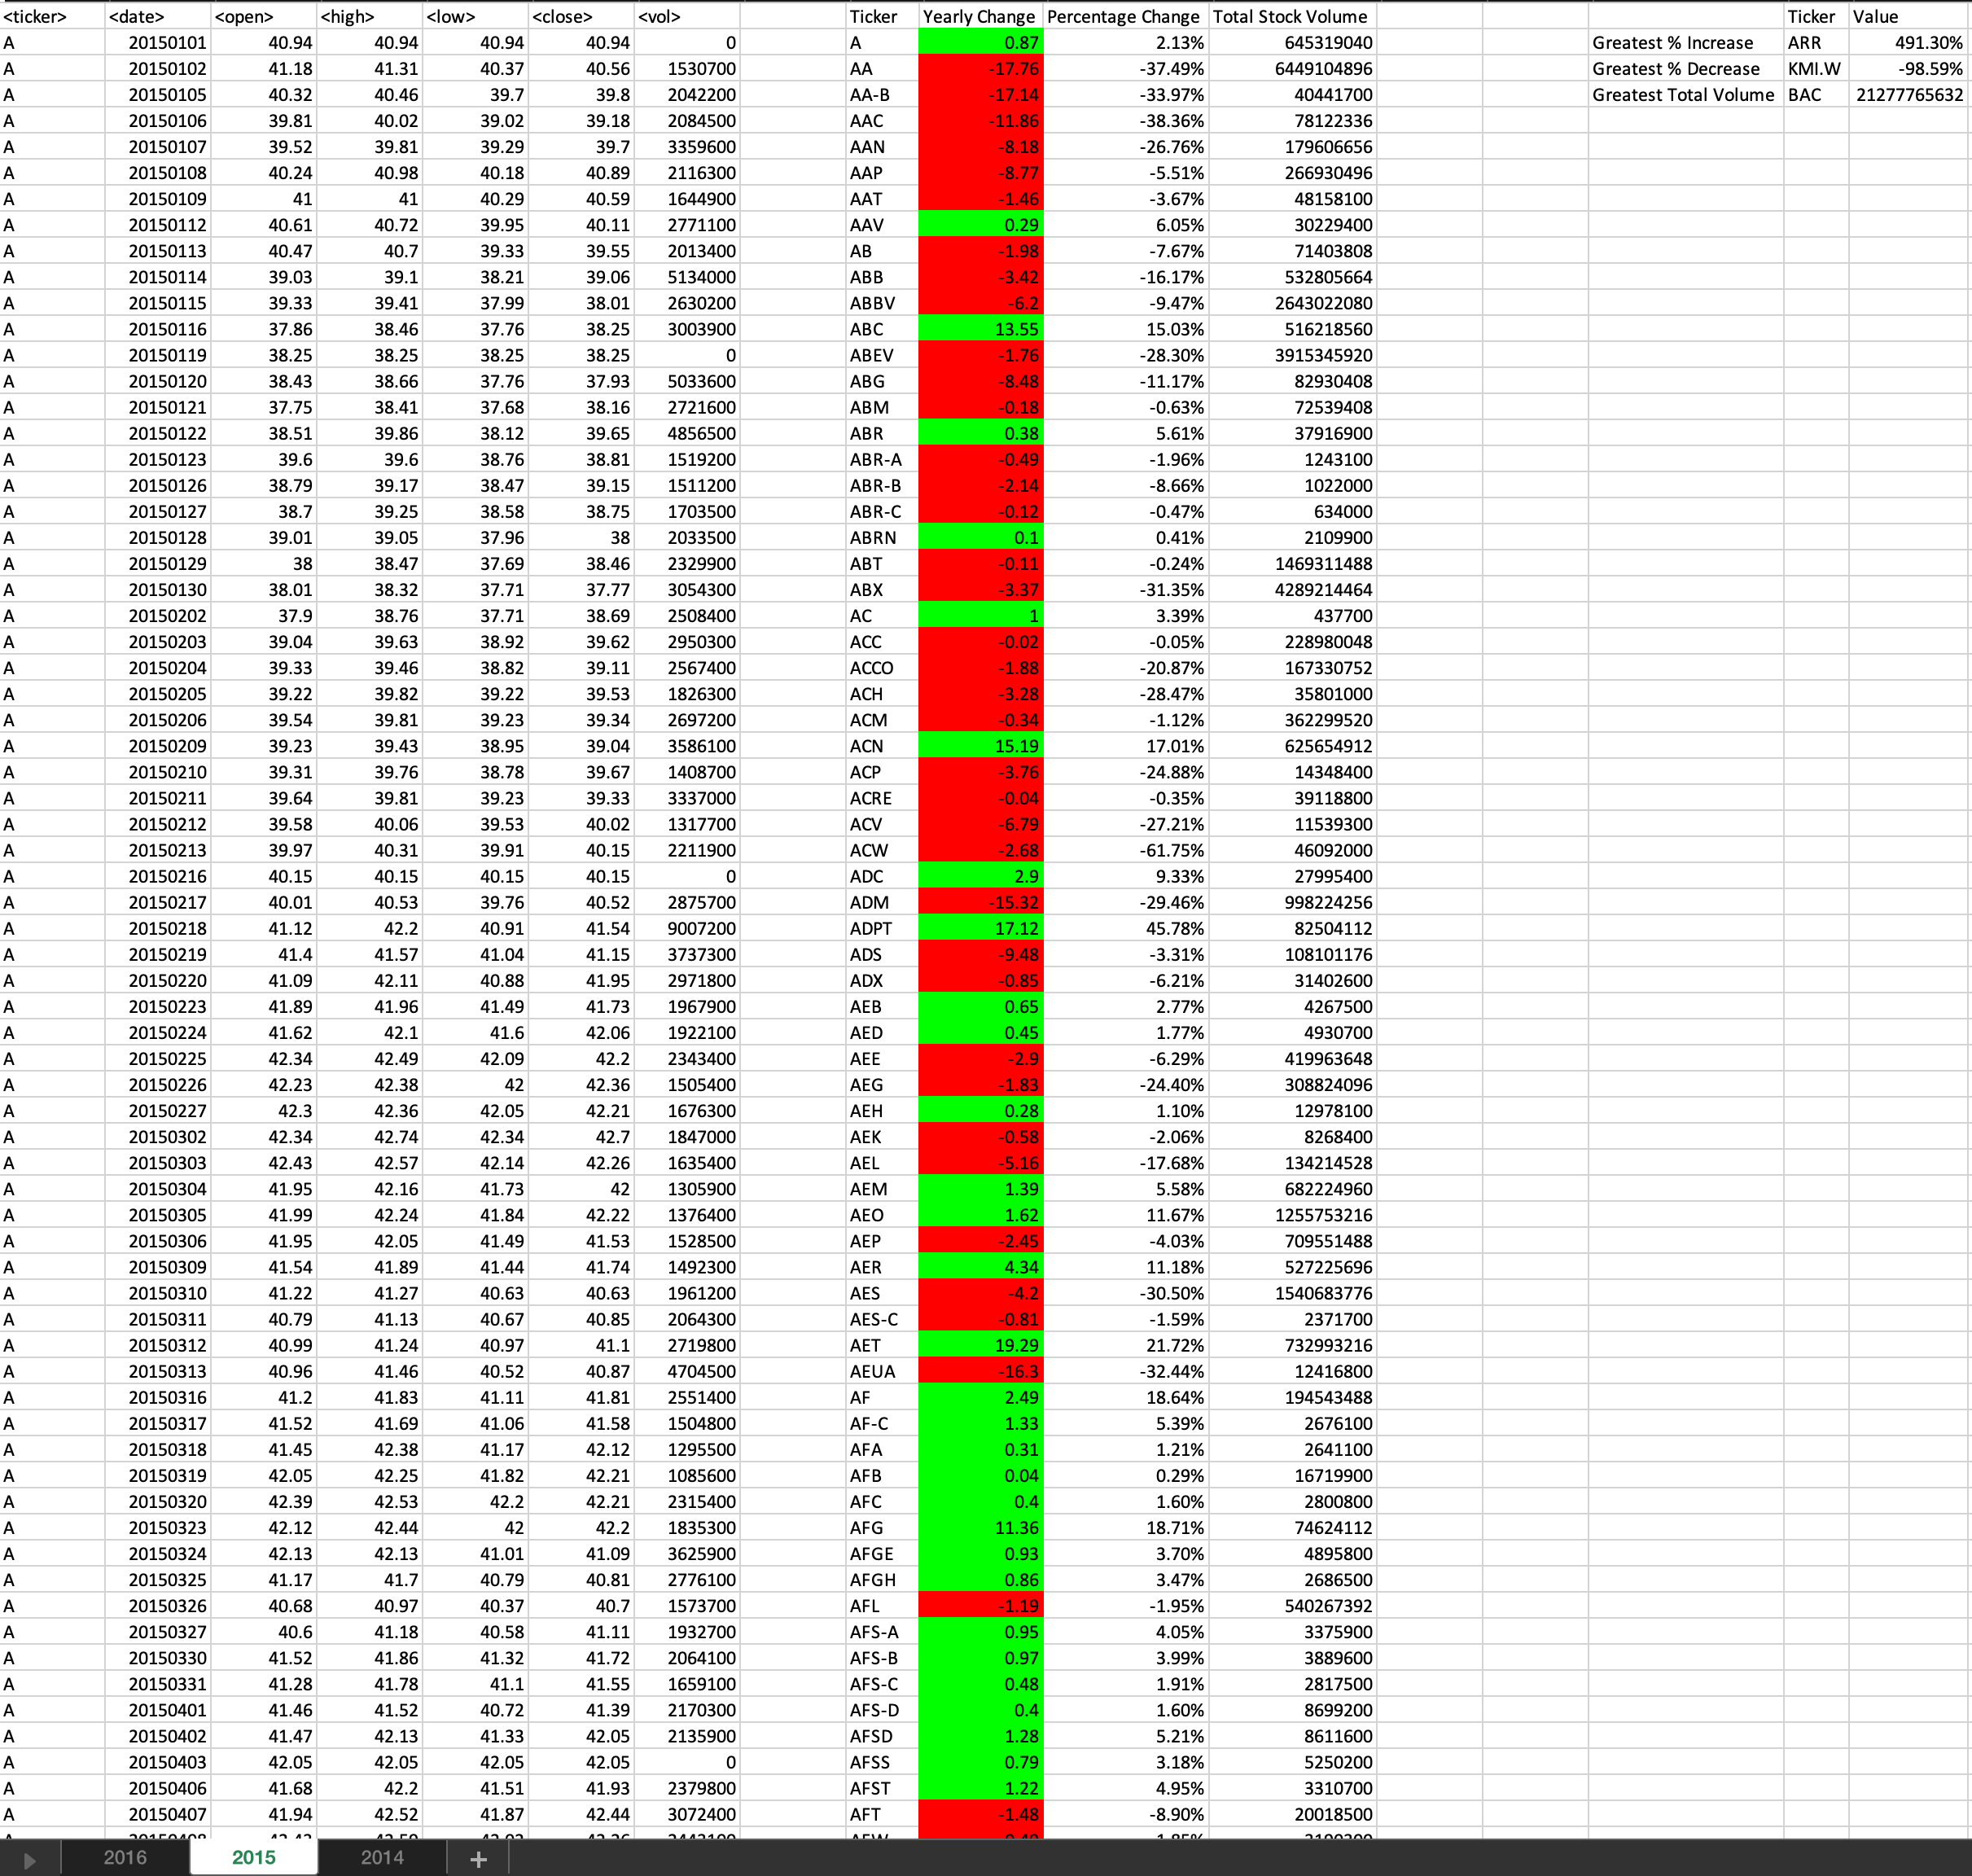 <ticker> <date> <open> <high> <low> <close> <vol> Ticker Yearly Change Percentage Change Total Stock Volume Ticker Value
A 20150101 40.94 40.94 40.94 40.94 0 A 0.87 2.13% 645319040 Greatest % Increase ARR 491.30%
A 20150102 41.18 41.31 40.37 40.56 1530700 AA -17.76 -37.49% 6449104896 Greatest % Decrease KMI.W -98.59%
A 20150105 40.32 40.46 39.7 39.8 2042200 AA-B -17.14 -33.97% 40441700 Greatest Total Volume BAC 21277765632
A 20150106 39.81 40.02 39.02 39.18 2084500 AAC -11.86 -38.36% 78122336
A 20150107 39.52 39.81 39.29 39.7 3359600 AAN -8.18 -26.76% 179606656
A 20150108 40.24 40.98 40.18 40.89 2116300 AAP -8.77 -5.51% 266930496
A 20150109 41 41 40.29 40.59 1644900 AAT -1.46 -3.67% 48158100
A 20150112 40.61 40.72 39.95 40.11 2771100 AAV 0.29 6.05% 30229400
A 20150113 40.47 40.7 39.33 39.55 2013400 AB -1.98 -7.67% 71403808
A 20150114 39.03 39.1 38.21 39.06 5134000 ABB -3.42 -16.17% 532805664
A 20150115 39.33 39.41 37.99 38.01 2630200 ABBV -6.2 -9.47% 2643022080
A 20150116 37.86 38.46 37.76 38.25 3003900 ABC 13.55 15.03% 516218560
A 20150119 38.25 38.25 38.25 38.25 0 ABEV -1.76 -28.30% 3915345920
A 20150120 38.43 38.66 37.76 37.93 5033600 ABG -8.48 -11.17% 82930408
A 20150121 37.75 38.41 37.68 38.16 2721600 ABM -0.18 -0.63% 72539408
A 20150122 38.51 39.86 38.12 39.65 4856500 ABR 0.38 5.61% 37916900
A 20150123 39.6 39.6 38.76 38.81 1519200 ABR-A -0.49 -1.96% 1243100
A 20150126 38.79 39.17 38.47 39.15 1511200 ABR-B -2.14 -8.66% 1022000
A 20150127 38.7 39.25 38.58 38.75 1703500 ABR-C -0.12 -0.47% 634000
A 20150128 39.01 39.05 37.96 38 2033500 ABRN 0.1 0.41% 2109900
A 20150129 38 38.47 37.69 38.46 2329900 ABT -0.11 -0.24% 1469311488
A 20150130 38.01 38.32 37.71 37.77 3054300 ABX -3.37 -31.35% 4289214464
A 20150202 37.9 38.76 37.71 38.69 2508400 AC 1 3.39% 437700
A 20150203 39.04 39.63 38.92 39.62 2950300 ACC -0.02 -0.05% 228980048
A 20150204 39.33 39.46 38.82 39.11 2567400 ACCO -1.88 -20.87% 167330752
A 20150205 39.22 39.82 39.22 39.53 1826300 ACH -3.28 -28.47% 35801000
A 20150206 39.54 39.81 39.23 39.34 2697200 ACM -0.34 -1.12% 362299520
A 20150209 39.23 39.43 38.95 39.04 3586100 ACN 15.19 17.01% 625654912
A 20150210 39.31 39.76 38.78 39.67 1408700 ACP -3.76 -24.88% 14348400
A 20150211 39.64 39.81 39.23 39.33 3337000 ACRE -0.04 -0.35% 39118800
A 20150212 39.58 40.06 39.53 40.02 1317700 ACV -6.79 -27.21% 11539300
A 20150213 39.97 40.31 39.91 40.15 2211900 ACW -2.68 -61.75% 46092000
A 20150216 40.15 40.15 40.15 40.15 0 ADC 2.9 9.33% 27995400
A 20150217 40.01 40.53 39.76 40.52 2875700 ADM -15.32 -29.46% 998224256
A 20150218 41.12 42.2 40.91 41.54 9007200 ADPT 17.12 45.78% 82504112
A 20150219 41.4 41.57 41.04 41.15 3737300 ADS -9.48 -3.31% 108101176
A 20150220 41.09 42.11 40.88 41.95 2971800 ADX -0.85 -6.21% 31402600
A 20150223 41.89 41.96 41.49 41.73 1967900 AEB 0.65 2.77% 4267500
A 20150224 41.62 42.1 41.6 42.06 1922100 AED 0.45 1.77% 4930700
A 20150225 42.34 42.49 42.09 42.2 2343400 AEE -2.9 -6.29% 419963648
A 20150226 42.23 42.38 42 42.36 1505400 AEG -1.83 -24.40% 308824096
A 20150227 42.3 42.36 42.05 42.21 1676300 AEH 0.28 1.10% 12978100
A 20150302 42.34 42.74 42.34 42.7 1847000 AEK -0.58 -2.06% 8268400
A 20150303 42.43 42.57 42.14 42.26 1635400 AEL -5.16 -17.68% 134214528
A 20150304 41.95 42.16 41.73 42 1305900 AEM 1.39 5.58% 682224960
A 20150305 41.99 42.24 41.84 42.22 1376400 AEO 1.62 11.67% 1255753216
A 20150306 41.95 42.05 41.49 41.53 1528500 AEP -2.45 -4.03% 709551488
A 20150309 41.54 41.89 41.44 41.74 1492300 AER 4.34 11.18% 527225696
A 20150310 41.22 41.27 40.63 40.63 1961200 AES -4.2 -30.50% 1540683776
A 20150311 40.79 41.13 40.67 40.85 2064300 AES-C -0.81 -1.59% 2371700
A 20150312 40.99 41.24 40.97 41.1 2719800 AET 19.29 21.72% 732993216
A 20150313 40.96 41.46 40.52 40.87 4704500 AEUA -16.3 -32.44% 12416800
A 20150316 41.2 41.83 41.11 41.81 2551400 AF 2.49 18.64% 194543488
A 20150317 41.52 41.69 41.06 41.58 1504800 AF-C 1.33 5.39% 2676100
A 20150318 41.45 42.38 41.17 42.12 1295500 AFA 0.31 1.21% 2641100
A 20150319 42.05 42.25 41.82 42.21 1085600 AFB 0.04 0.29% 16719900
A 20150320 42.39 42.53 42.2 42.21 2315400 AFC 0.4 1.60% 2800800
A 20150323 42.12 42.44 42 42.2 1835300 AFG 11.36 18.71% 74624112
A 20150324 42.13 42.13 41.01 41.09 3625900 AFGE 0.93 3.70% 4895800
A 20150325 41.17 41.7 40.79 40.81 2776100 AFGH 0.86 3.47% 2686500
A 20150326 40.68 40.97 40.37 40.7 1573700 AFL -1.19 -1.95% 540267392
A 20150327 40.6 41.18 40.58 41.11 1932700 AFS-A 0.95 4.05% 3375900
A 20150330 41.52 41.86 41.32 41.72 2064100 AFS-B 0.97 3.99% 3889600
A 20150331 41.28 41.78 41.1 41.55 1659100 AFS-C 0.48 1.91% 2817500
A 20150401 41.46 41.52 40.72 41.39 2170300 AFS-D 0.4 1.60% 8699200
A 20150402 41.47 42.13 41.33 42.05 2135900 AFSD 1.28 5.21% 8611600
A 20150403 42.05 42.05 42.05 42.05 0 AFSS 0.79 3.18% 5250200
A 20150406 41.68 42.2 41.51 41.93 2379800 AFST 1.22 4.95% 3310700
A 20150407 41.94 42.52 41.87 42.44 3072400 AFT -1.48 -8.90% 20018500
2016 2015 2014 +